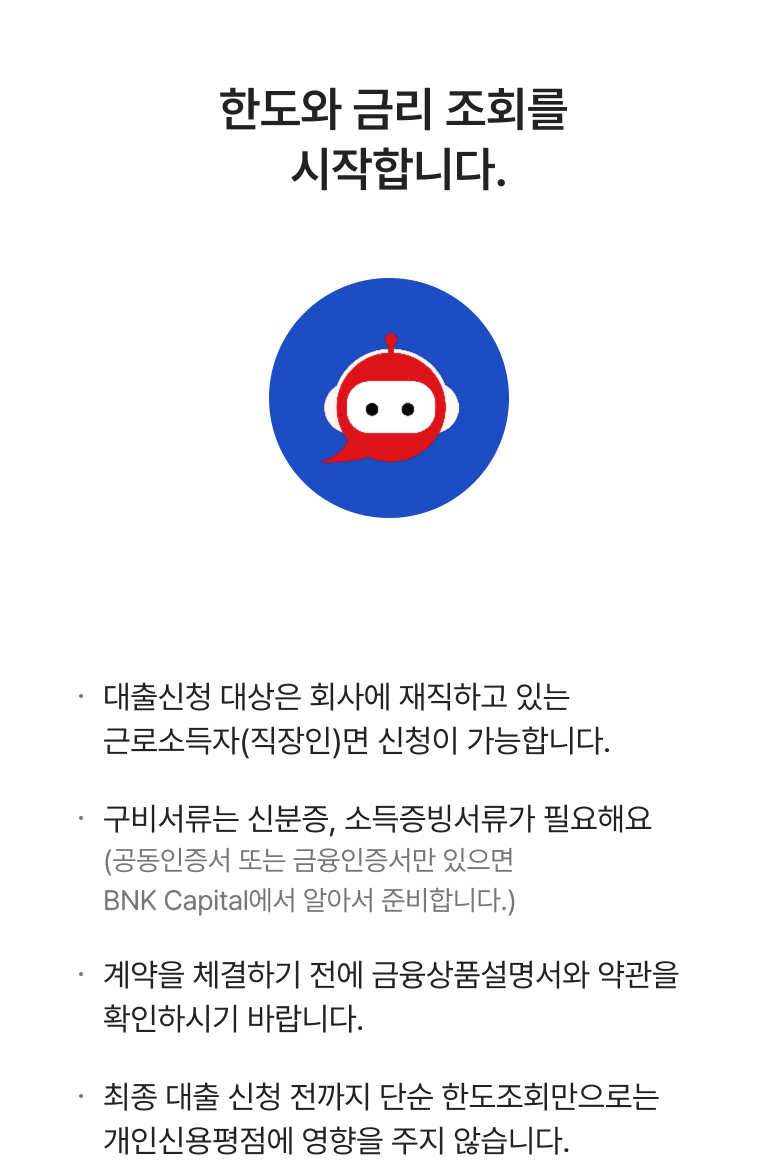 한도와 금리 조회를
시작합니다.
· 대출신청 대상은 회사에 재직하고 있는
근로소득자(직장인)면 신청이 가능합니다.
· 구비서류는 신분증, 소득증빙서류가 필요해요
(공동인증서 또는 금융인증서만 있으면
BNK Capital에서 알아서 준비합니다.)
· 계약을 체결하기 전에 금융상품설명서와 약관을
확인하시기 바랍니다.
· 최종 대출 신청 전까지 단순 한도조회만으로는
개인신용평점에 영향을 주지 않습니다.